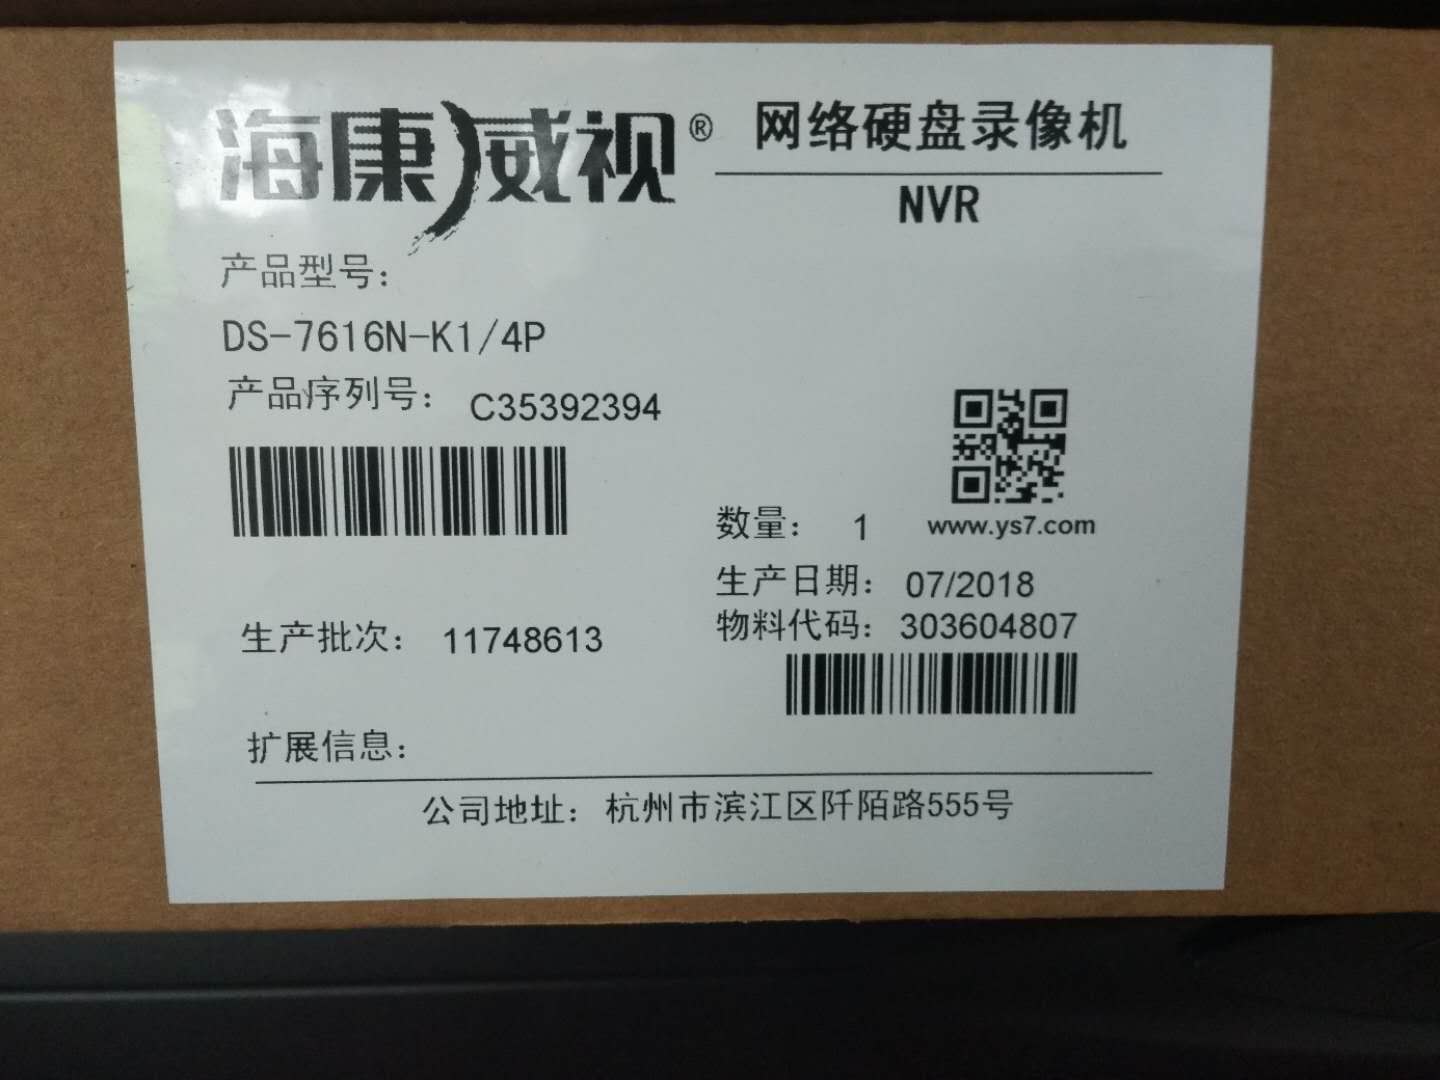 海康威视® 网络硬盘录像机
NVR
产品型号：
DS-7616N-K1/4P
产品序列号： C35392394
数量： 1
www.ys7.com
生产日期： 07/2018
生产批次： 11748613
物料代码： 303604807
扩展信息：
公司地址： 杭州市滨江区阡陌路555号